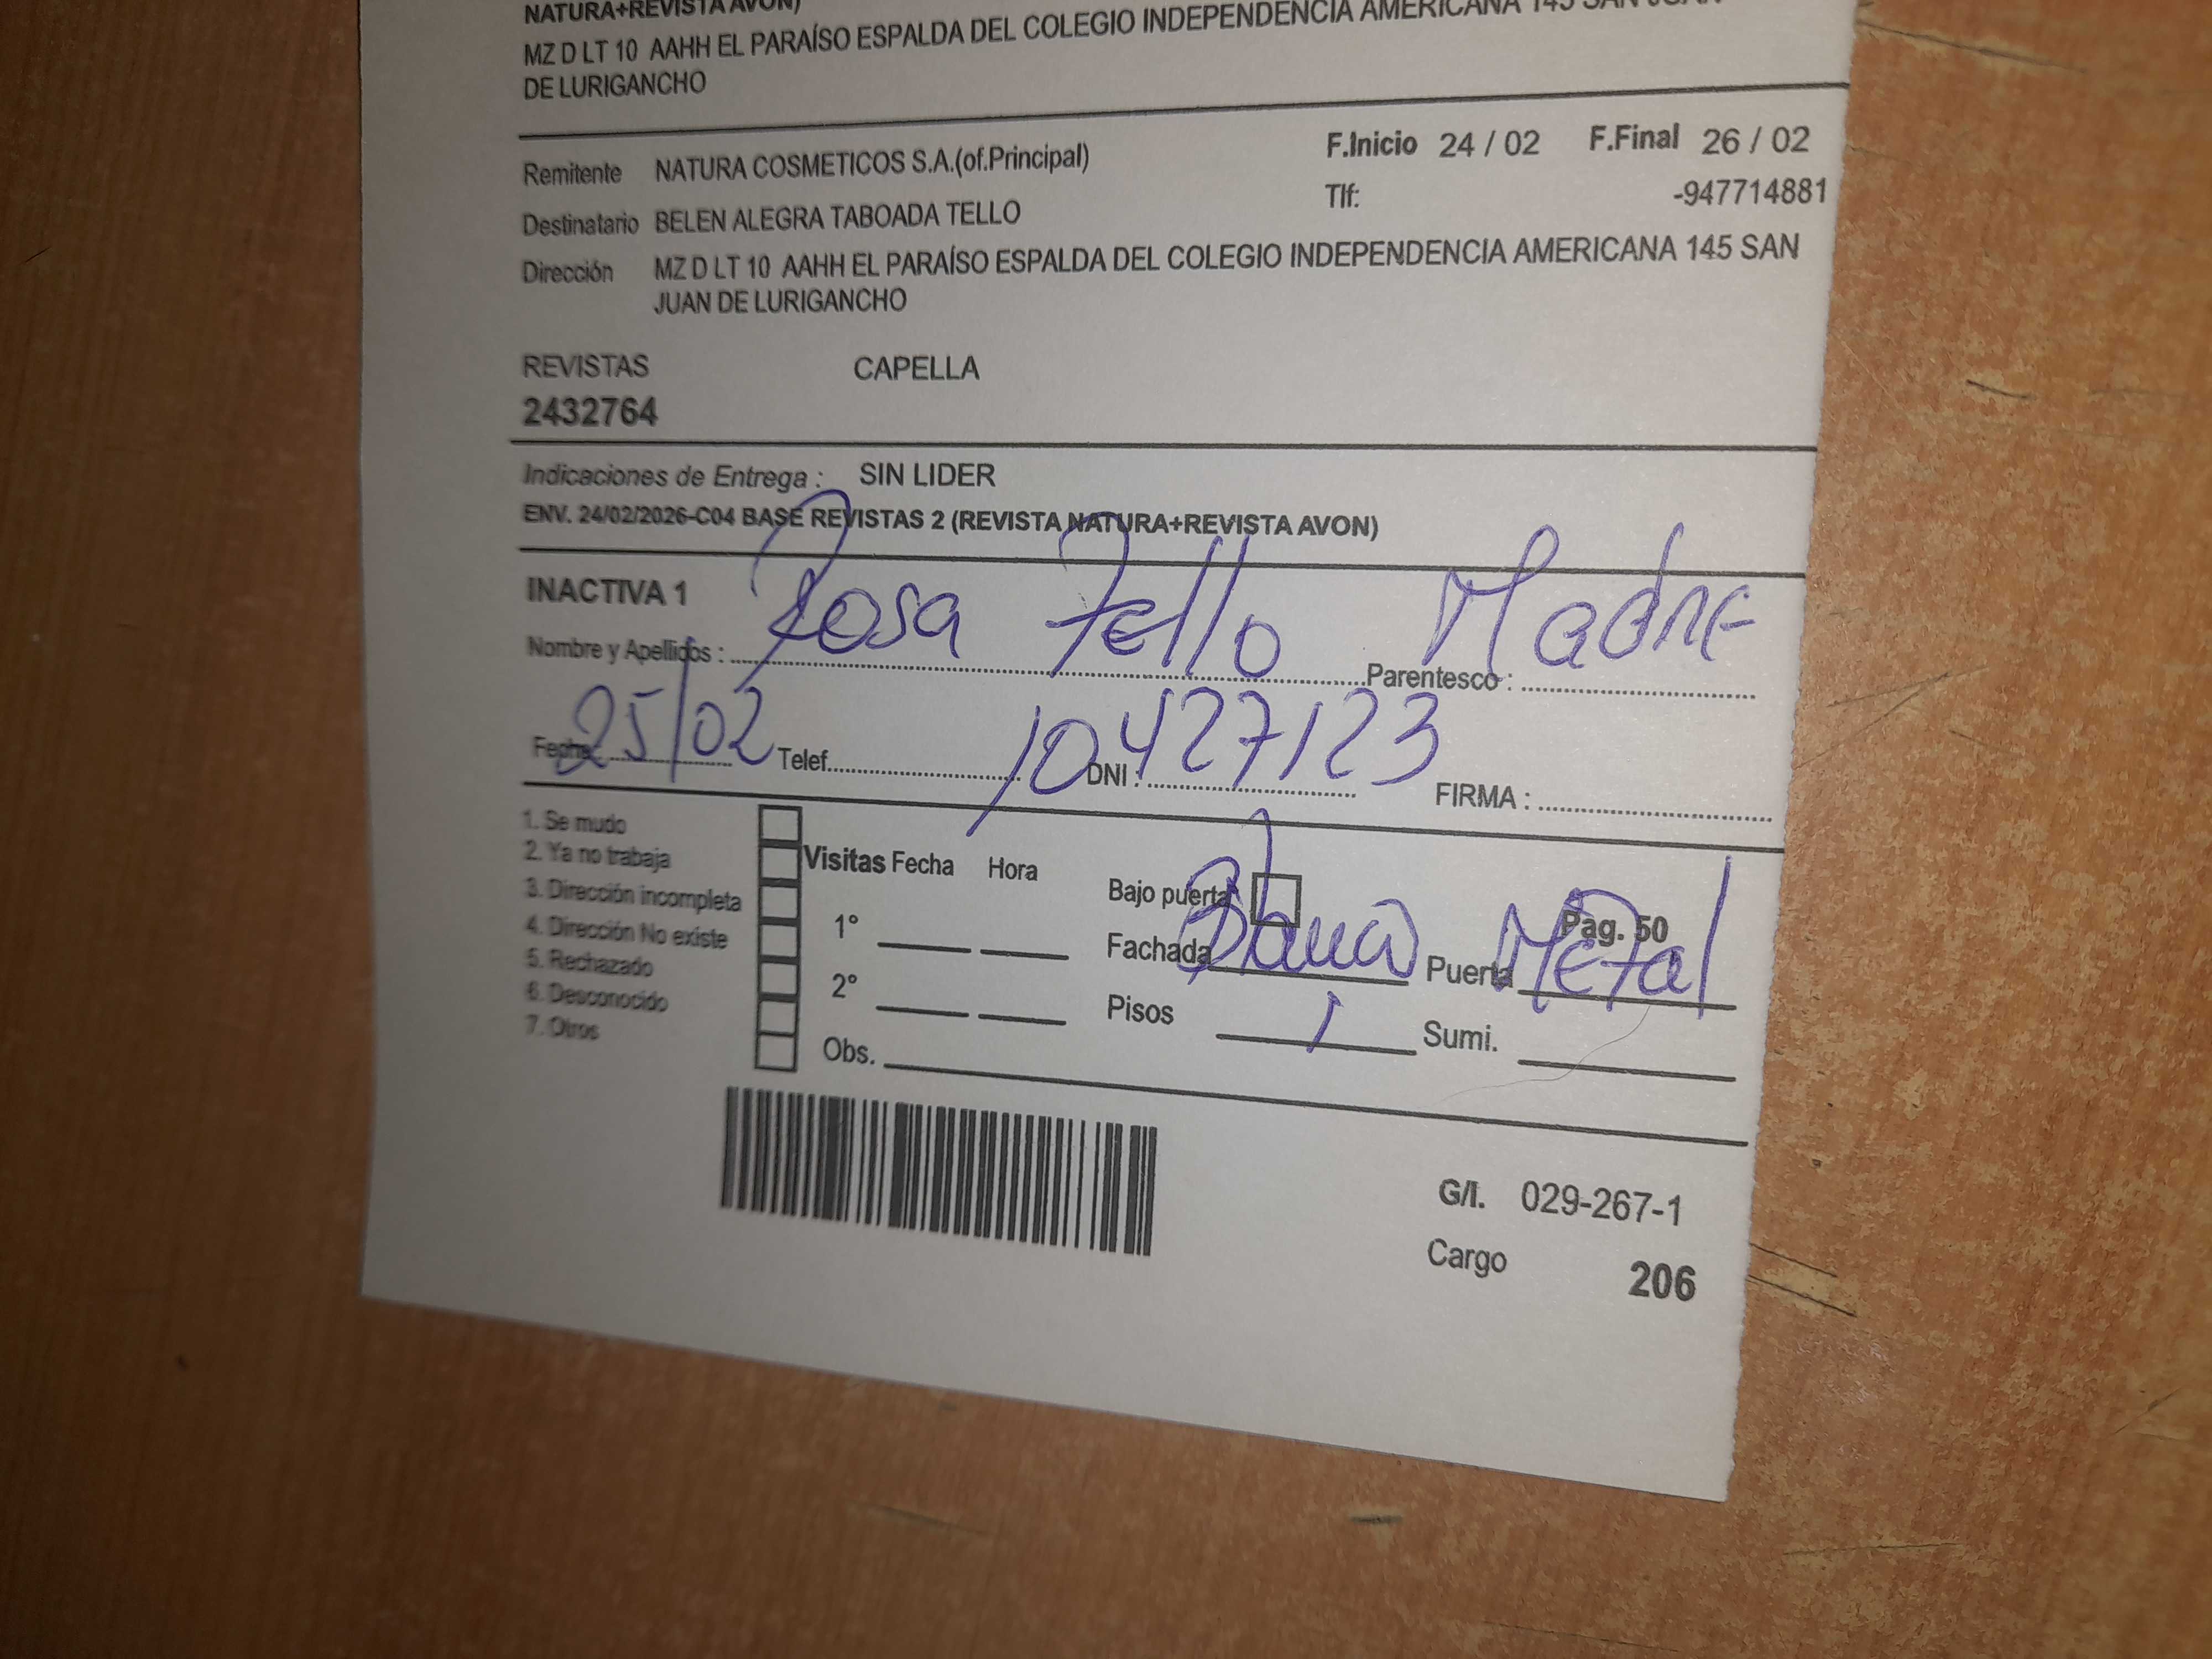 NATURA+REVISTA AVON)
MZ D LT 10 AAHH EL PARAÍSO ESPALDA DEL COLEGIO INDEPENDENCIA AMERICANA 145 SAN JUAN
DE LURIGANCHO
Remitente NATURA COSMETICOS S.A.(of.Principal) F.Inicio 24 / 02 F.Final 26 / 02
Destinatario BELEN ALEGRA TABOADA TELLO Tlf: -947714881
Dirección MZ D LT 10 AAHH EL PARAÍSO ESPALDA DEL COLEGIO INDEPENDENCIA AMERICANA 145 SAN
JUAN DE LURIGANCHO
REVISTAS CAPELLA
2432764
Indicaciones de Entrega : SIN LIDER
ENV. 24/02/2026-C04 BASE REVISTAS 2 (REVISTA NATURA+REVISTA AVON)
INACTIVA 1
Nombre y Apellidos : Rosa Tello Parentesco : Madre
Fecha 25/02 Telef. DNI : 10427123 FIRMA :
1. Se mudo
2. Ya no trabaja
3. Dirección incompleta
4. Dirección No existe
5. Rechazado
6. Desconocido
7. Otros
Visitas Fecha Hora
1°
2°
Obs.
Bajo puerta Pag. 50
Fachada Blanco Puerta Metal
Pisos 1 Sumi.
G/I. 029-267-1
Cargo 206